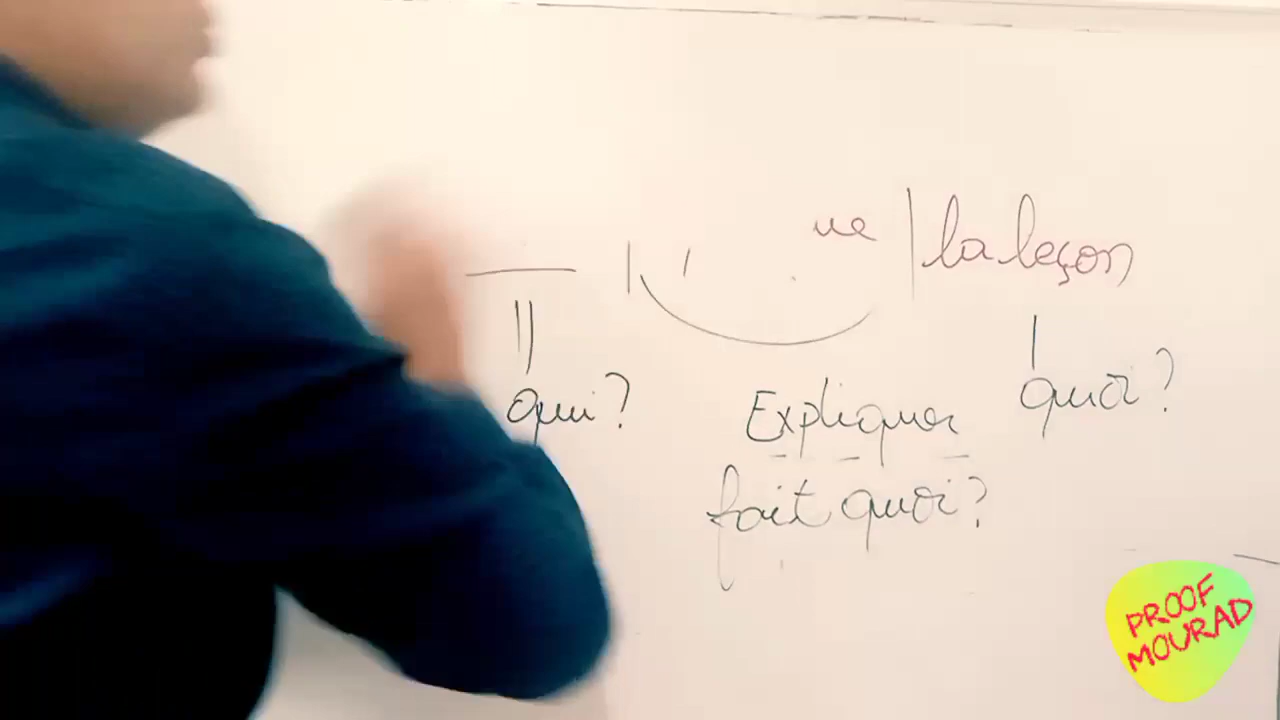 ue | la leçon
qui?
Expliquer
quoi?
fait quoi?
PROOF
MOURAD